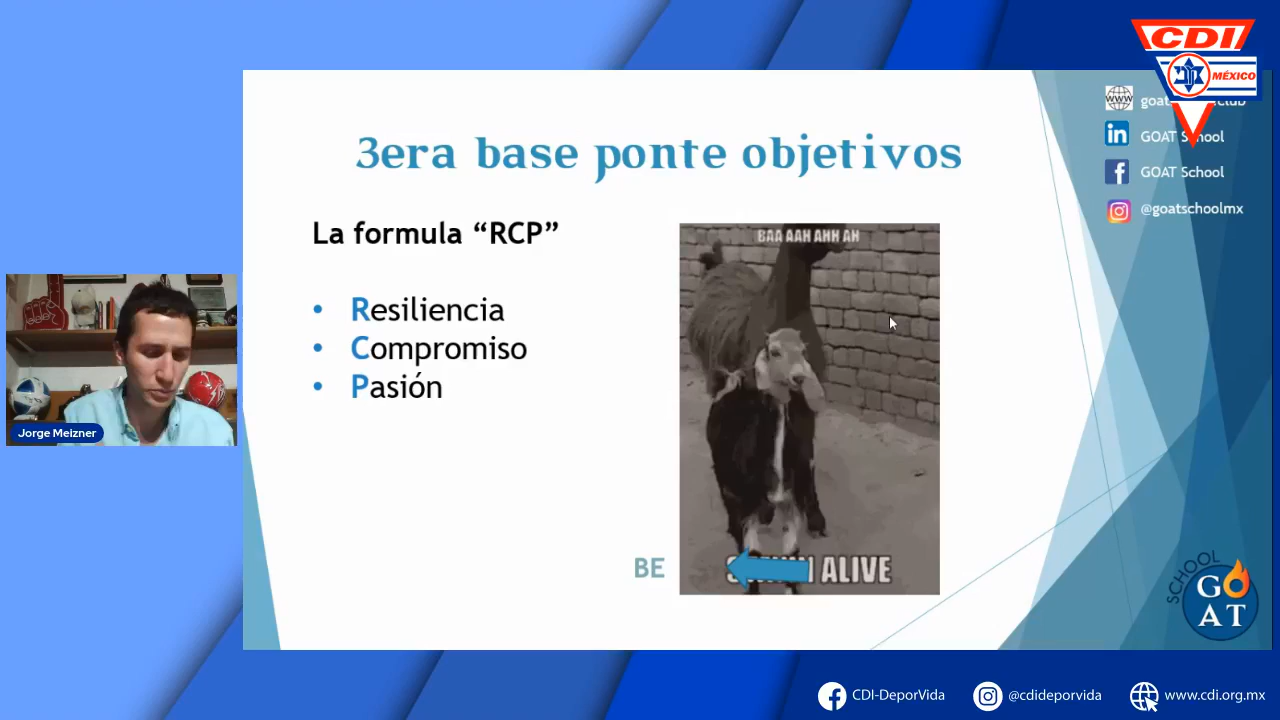 CDI
MÉXICO
GOAT School
GOAT School
@goatschoolmx
3era base ponte objetivos
La formula “RCP”
• Resiliencia
• Compromiso
• Pasión
BAA AAH AHH AH
BE
ALIVE
Jorge Meizner
SCHOOL
GO
AT
CDI-DeporVida
@cdideporvida
www.cdi.org.mx